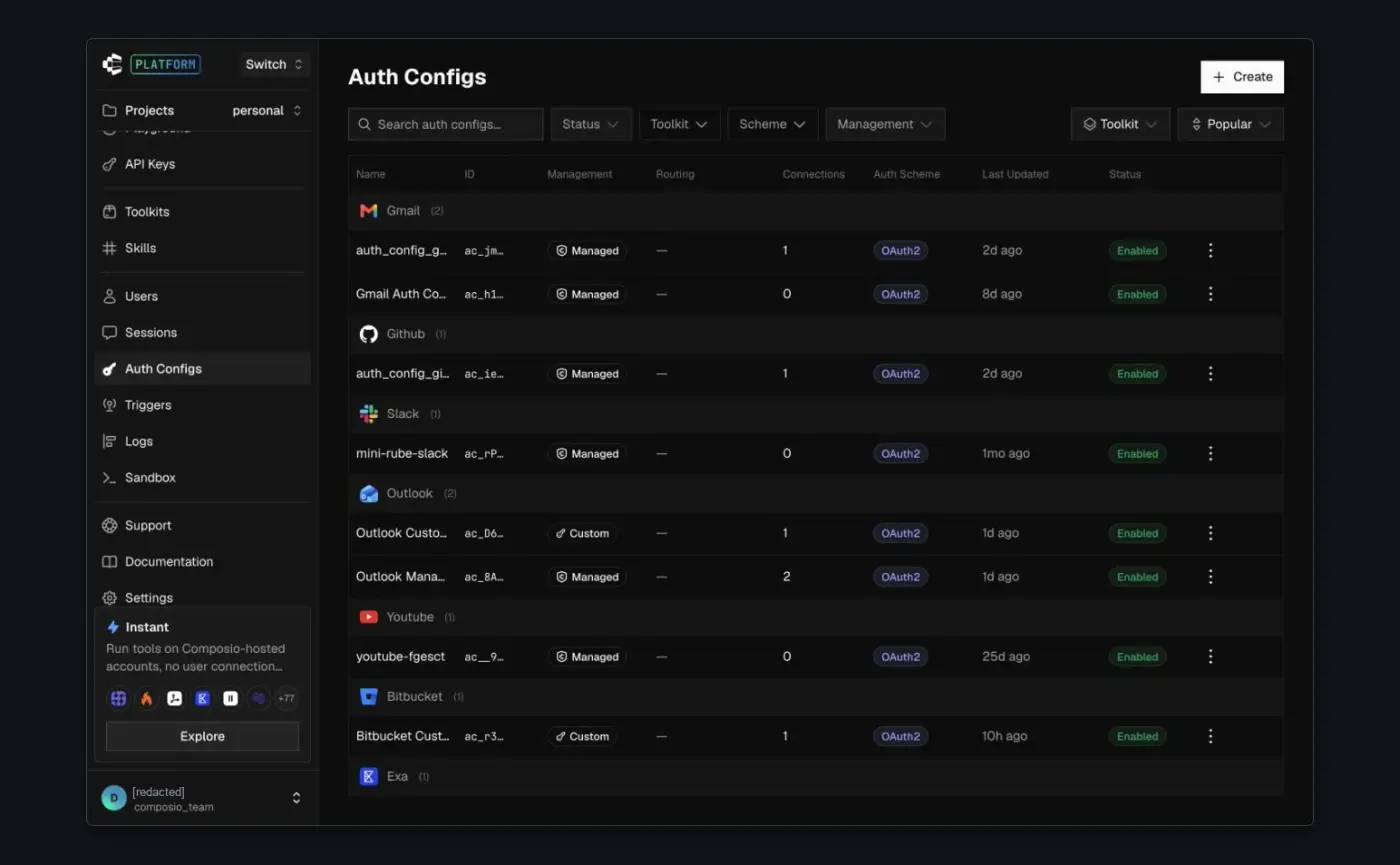 PLATFORM Switch
Projects personal
API Keys
Toolkits
Skills
Users
Sessions
Auth Configs
Triggers
Logs
Sandbox
Support
Documentation
Settings
Instant
Run tools on Composio-hosted
accounts, no user connection...
+77
Explore
D
[redacted]
composio_team
Auth Configs
+ Create
Search auth configs... Status Toolkit Scheme Management Toolkit Popular
Name ID Management Routing Connections Auth Scheme Last Updated Status
Gmail (2)
auth_config_g... ac_jm... Managed — 1 OAuth2 2d ago Enabled
Gmail Auth Co... ac_h1... Managed — 0 OAuth2 8d ago Enabled
Github (1)
auth_config_gi... ac_ie... Managed — 1 OAuth2 2d ago Enabled
Slack (1)
mini-rube-slack ac_rP... Managed — 0 OAuth2 1mo ago Enabled
Outlook (2)
Outlook Custo... ac_D6... Custom — 1 OAuth2 1d ago Enabled
Outlook Mana... ac_8A... Managed — 2 OAuth2 1d ago Enabled
Youtube (1)
youtube-fgesct ac__9... Managed — 0 OAuth2 25d ago Enabled
Bitbucket (1)
Bitbucket Cust... ac_r3... Custom — 1 OAuth2 10h ago Enabled
Exa (1)